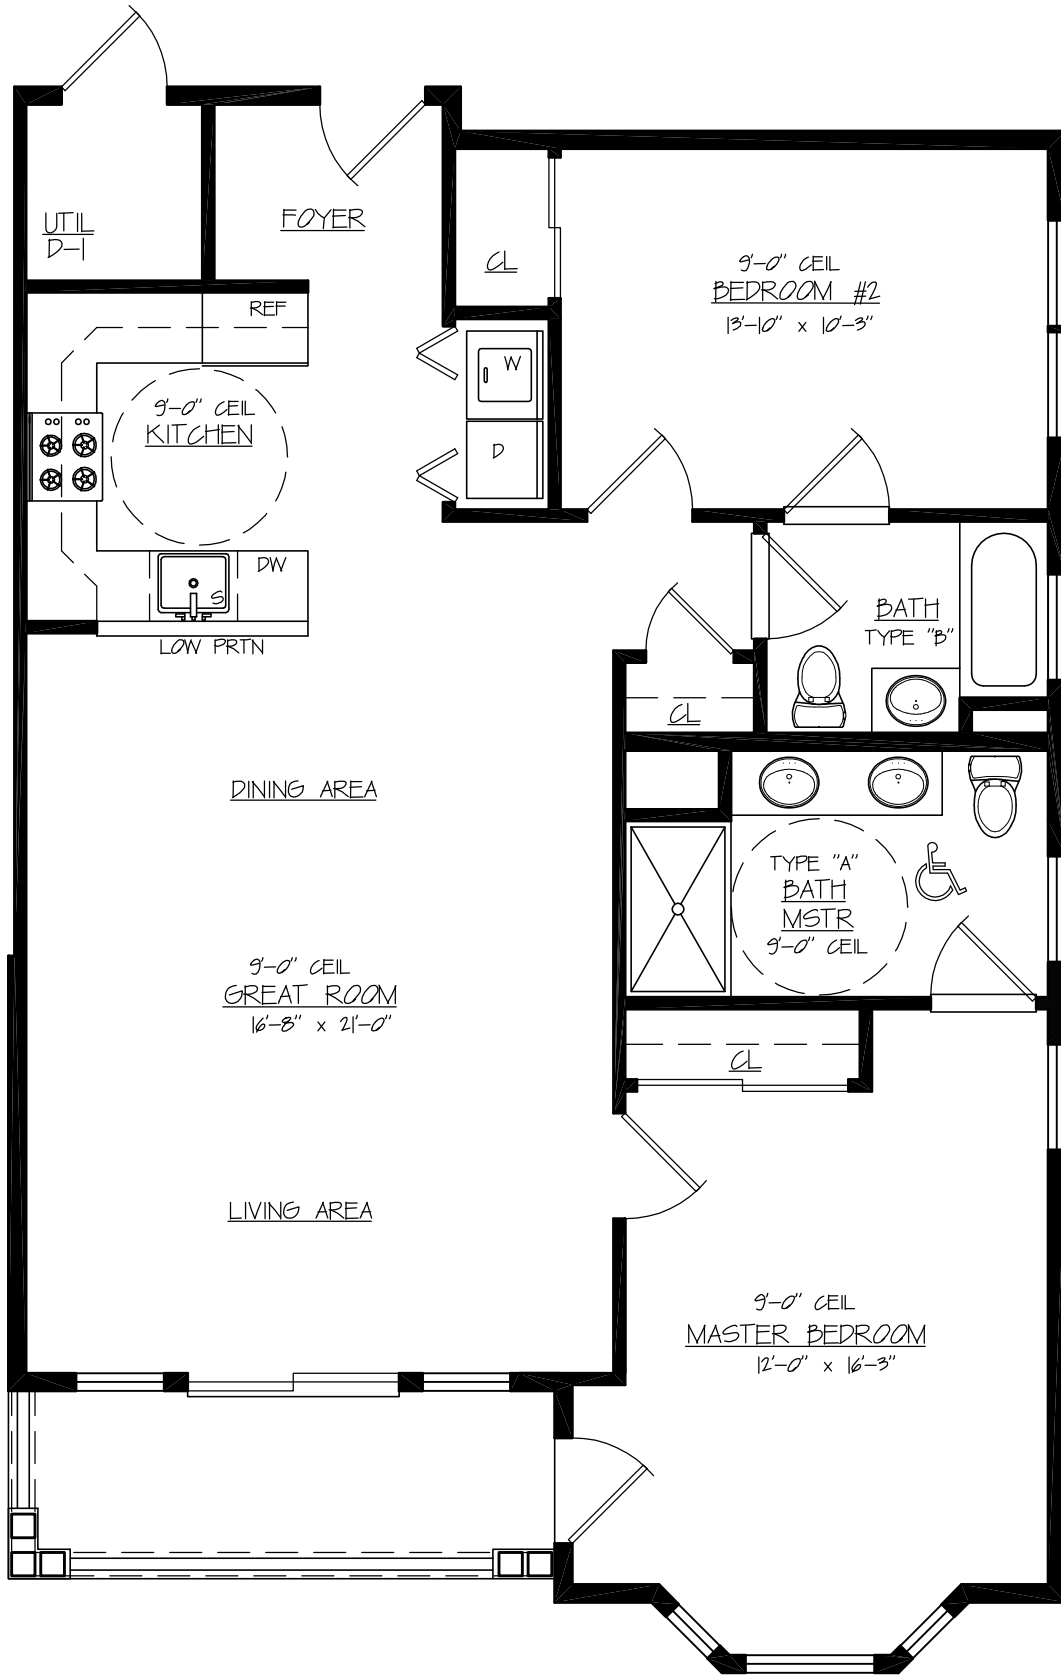 UTIL
D-1
FOYER
CL
9'-0" CEIL
BEDROOM #2
13'-10" x 10'-3"
REF
W
D
9'-0" CEIL
KITCHEN
DW
S
LOW PRTN
BATH
TYPE "B"
CL
DINING AREA
TYPE "A"
BATH
MSTR
9'-0" CEIL
9'-0" CEIL
GREAT ROOM
16'-8" x 21'-0"
CL
LIVING AREA
9'-0" CEIL
MASTER BEDROOM
12'-0" x 16'-3"